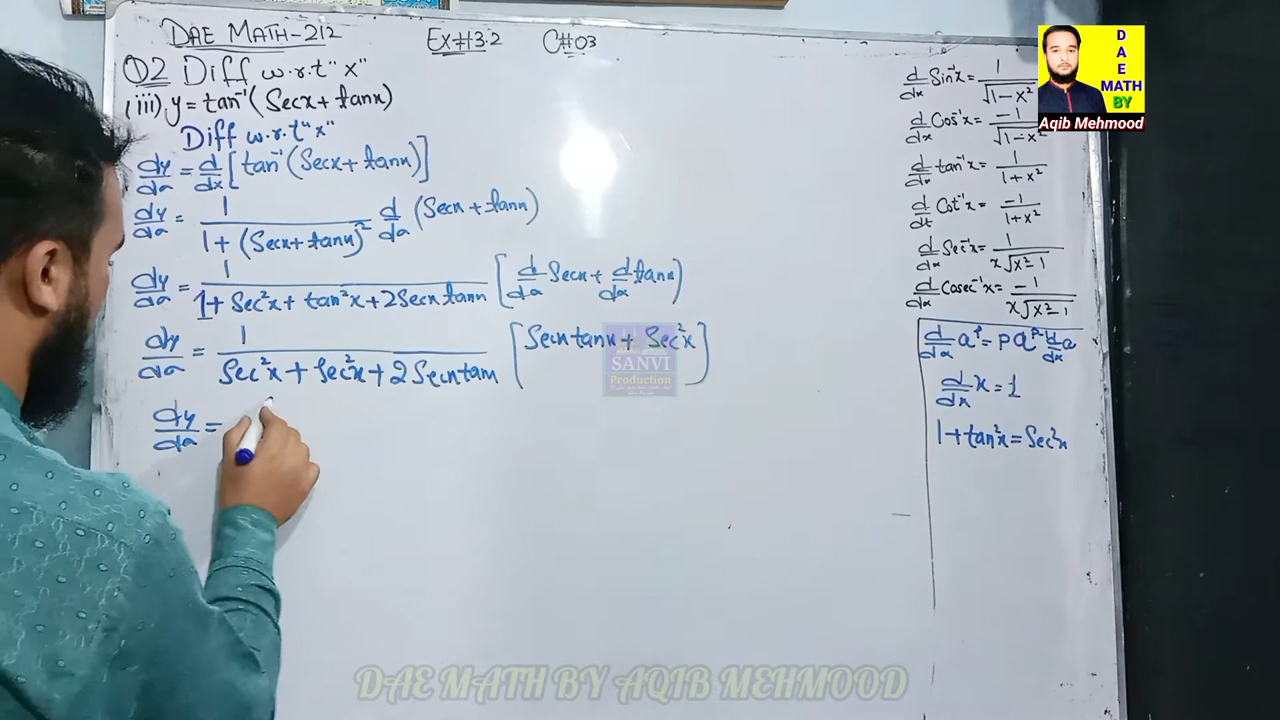 DAE MATH-212 Ex#3.2 C#03
Q2 Diff w.r.t "x"
(iii), y = tan⁻¹(Secx + tanx)
Diff w.r.t "x"
dy/dx = d/dx [tan⁻¹(Secx + tanx)]
dy/dx = 1/(1 + (Secx + tanx)²) d/dx (Secx + tanx)
dy/dx = 1/(1 + Sec²x + tan²x + 2Secx tanx) [d/dx Secx + d/dx tanx]
dy/dx = 1/(Sec²x + Sec²x + 2Secx tanx) [Secx tanx + Sec²x]
dy/dx =
d/dx Sin⁻¹x = 1/√(1-x²)
d/dx Cos⁻¹x = -1/√(1-x²)
d/dx tan⁻¹x = 1/(1+x²)
d/dx Cot⁻¹x = -1/(1+x²)
d/dx Sec⁻¹x = 1/(x√(x²-1))
d/dx Cosec⁻¹x = -1/(x√(x²-1))
d/dx x = 1
1 + tan²x = Sec²x
D
A
E
MATH
BY
Aqib Mehmood
SANVI
Production
DAE MATH BY AQIB MEHMOOD